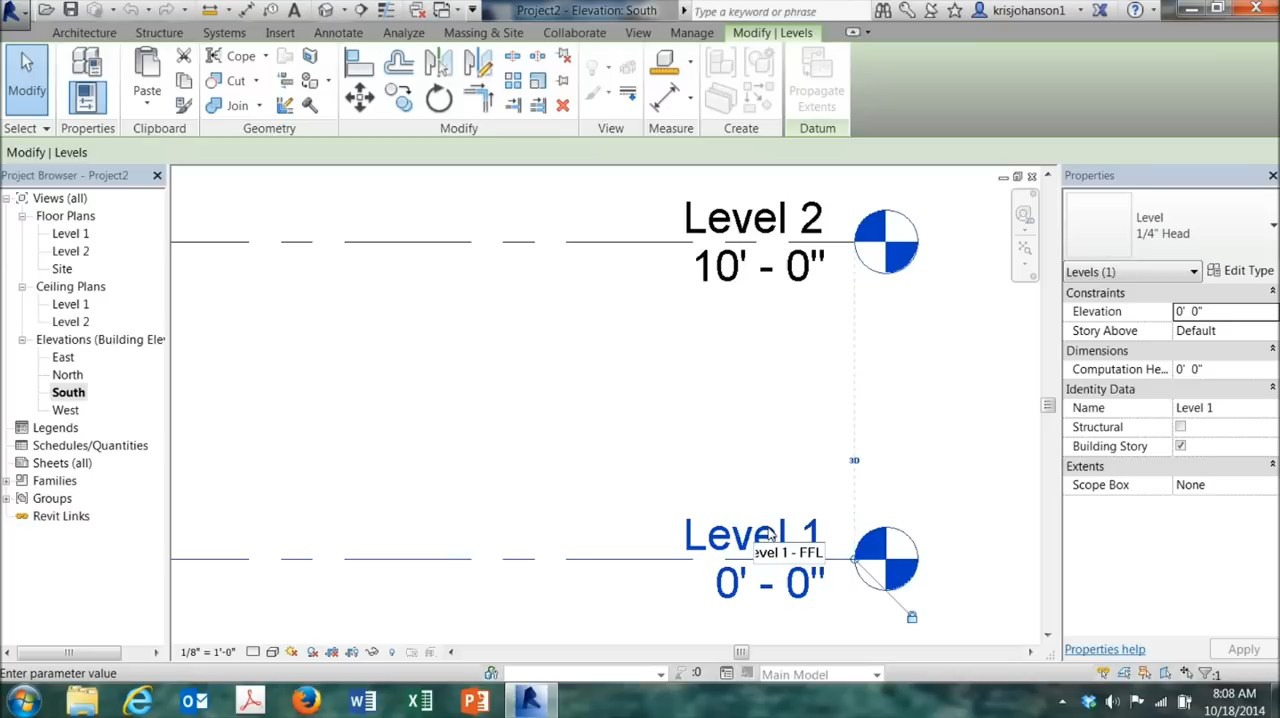 Project2 - Elevation: South
Type a keyword or phrase
krisjohanson1
Architecture Structure Systems Insert Annotate Analyze Massing & Site Collaborate View Manage Modify | Levels
Modify
Paste
Cope
Cut
Join
Propagate
Extents
Select Properties Clipboard Geometry Modify View Measure Create Datum
Modify | Levels
Project Browser - Project2
Views (all)
Floor Plans
Level 1
Level 2
Site
Ceiling Plans
Level 1
Level 2
Elevations (Building Elev
East
North
South
West
Legends
Schedules/Quantities
Sheets (all)
Families
Groups
Revit Links
Level 2
10' - 0"
3D
Level 1
evel 1 - FFL
0' - 0"
1/8" = 1'-0"
Properties
Level
1/4" Head
Levels (1)
Edit Type
Constraints
Elevation 0' 0"
Story Above Default
Dimensions
Computation He... 0' 0"
Identity Data
Name Level 1
Structural
Building Story
Extents
Scope Box None
Properties help
Apply
Enter parameter value
:0
Main Model
:1
8:08 AM
10/18/2014